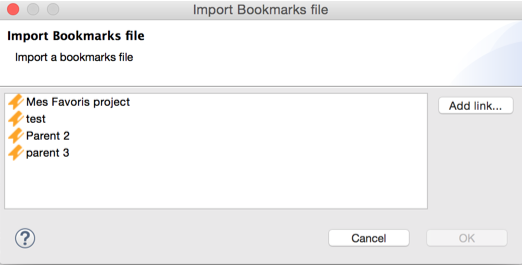 Import Bookmarks file
Import Bookmarks file
Import a bookmarks file
Mes Favoris project
Add link...
test
Parent 2
parent 3
?
Cancel
OK